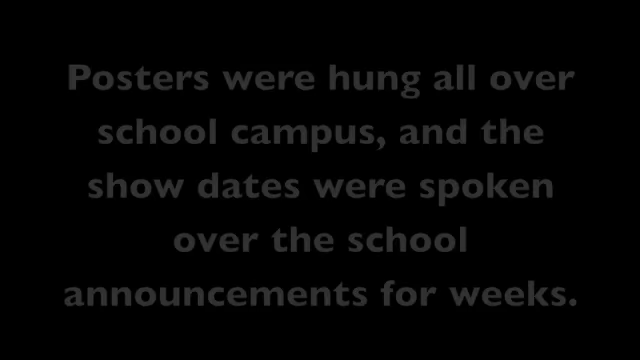 Posters were hung all over
school campus, and the
show dates were spoken
over the school
announcements for weeks.